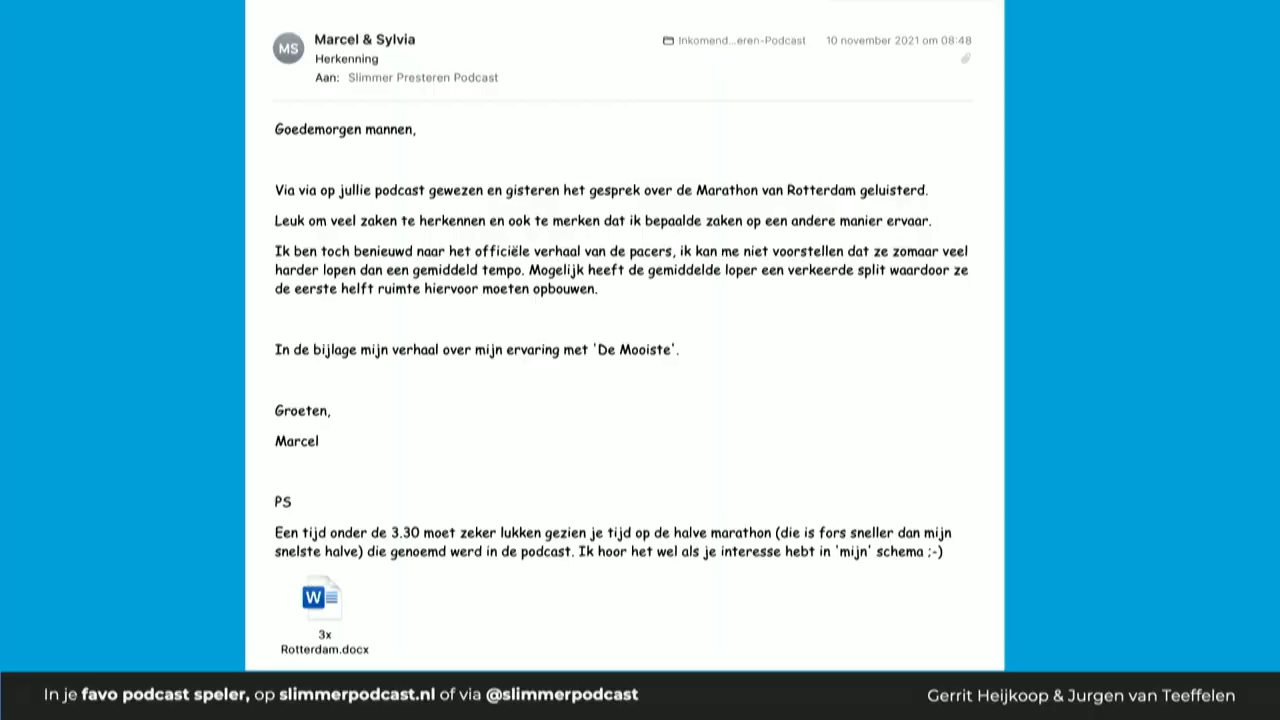 MS
Marcel & Sylvia
Inkomend...eren-Podcast
10 november 2021 om 08:48
Herkenning
Aan: Slimmer Presteren Podcast
Goedemorgen mannen,
Via via op jullie podcast gewezen en gisteren het gesprek over de Marathon van Rotterdam geluisterd.
Leuk om veel zaken te herkennen en ook te merken dat ik bepaalde zaken op een andere manier ervaar.
Ik ben toch benieuwd naar het officiële verhaal van de pacers, ik kan me niet voorstellen dat ze zomaar veel
harder lopen dan een gemiddeld tempo. Mogelijk heeft de gemiddelde loper een verkeerde split waardoor ze
de eerste helft ruimte hiervoor moeten opbouwen.
In de bijlage mijn verhaal over mijn ervaring met 'De Mooiste'.
Groeten,
Marcel
PS
Een tijd onder de 3.30 moet zeker lukken gezien je tijd op de halve marathon (die is fors sneller dan mijn
snelste halve) die genoemd werd in de podcast. Ik hoor het wel als je interesse hebt in 'mijn' schema ;-)
W
3x
Rotterdam.docx
In je favo podcast speler, op slimmerpodcast.nl of via @slimmerpodcast
Gerrit Heijkoop & Jurgen van Teeffelen